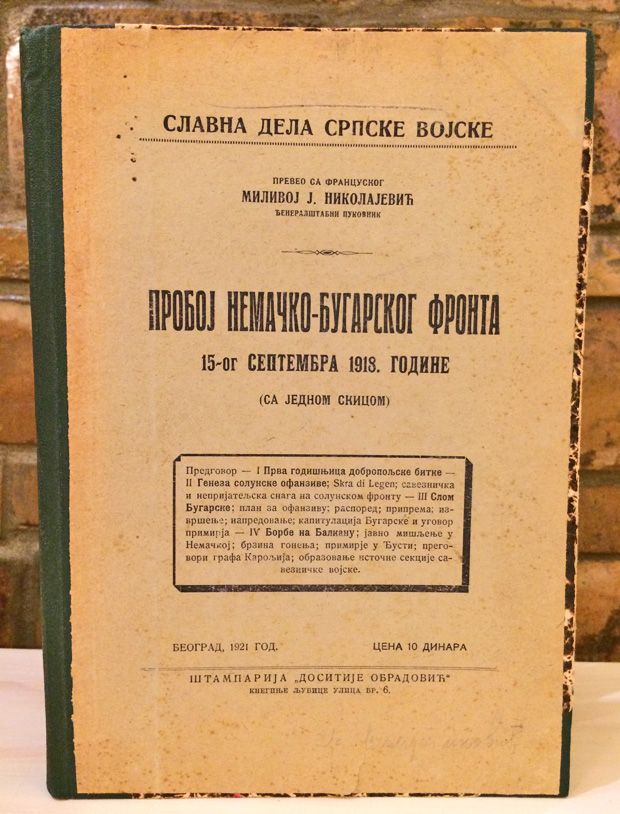 СЛАВНА ДЕЛА СРПСКЕ ВОЈСКЕ
ПРЕВЕО СА ФРАНЦУСКОГ
МИЛИВОЈ Ј. НИКОЛАЈЕВИЋ
ЂЕНЕРАЛШТАБНИ ПУКОВНИК
ПРОБОЈ НЕМАЧКО-БУГАРСКОГ ФРОНТА
15-ОГ СЕПТЕМБРА 1918. ГОДИНЕ
(СА ЈЕДНОМ СКИЦОМ)
Предговор — I Прва годишњица добропољске битке —
II Генеза солунске офанзиве; Skra di Legen; савезничка
и непријатељска снага на солунском фронту — III Слом
Бугарске; план за офанзиву; распоред; припрема; из-
вршење; напредовање; капитулација Бугарске и уговор
примирја — IV Борбе на Балкану; јавно мишљење у
Немачкој; брзина гонења; примирје у Ђусти; прего-
вори графа Карољија; образовање источне секције са-
везничке војске.
БЕОГРАД, 1921 ГОД.
ЦЕНА 10 ДИНАРА
ШТАМПАРИЈА „ДОСИТИЈЕ ОБРАДОВИЋ“
КНЕГИЊЕ ЉУБИЦЕ УЛИЦА БР. 6.